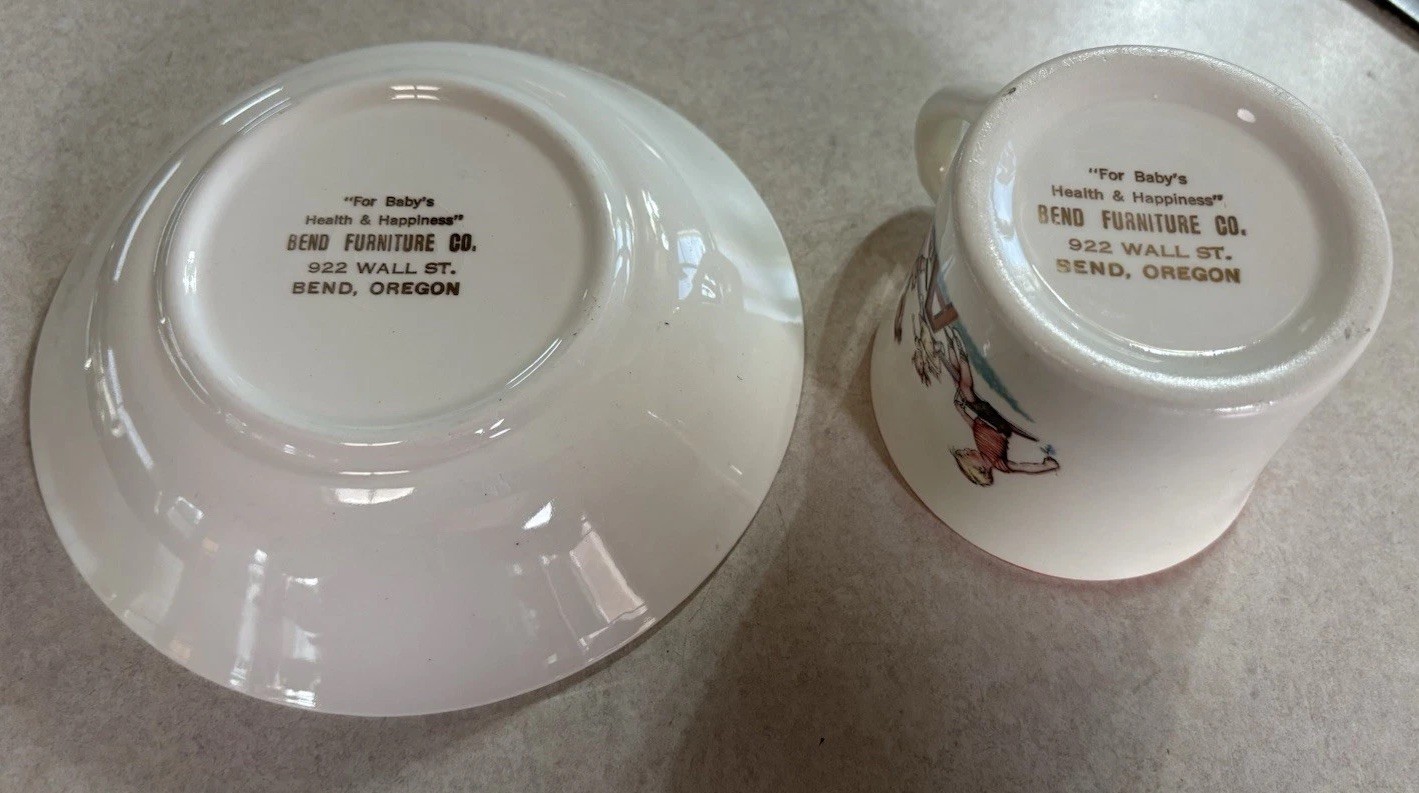 "For Baby's
Health & Happiness"
BEND FURNITURE CO.
922 WALL ST.
BEND, OREGON
"For Baby's
Health & Happiness"
BEND FURNITURE CO.
922 WALL ST.
BEND, OREGON